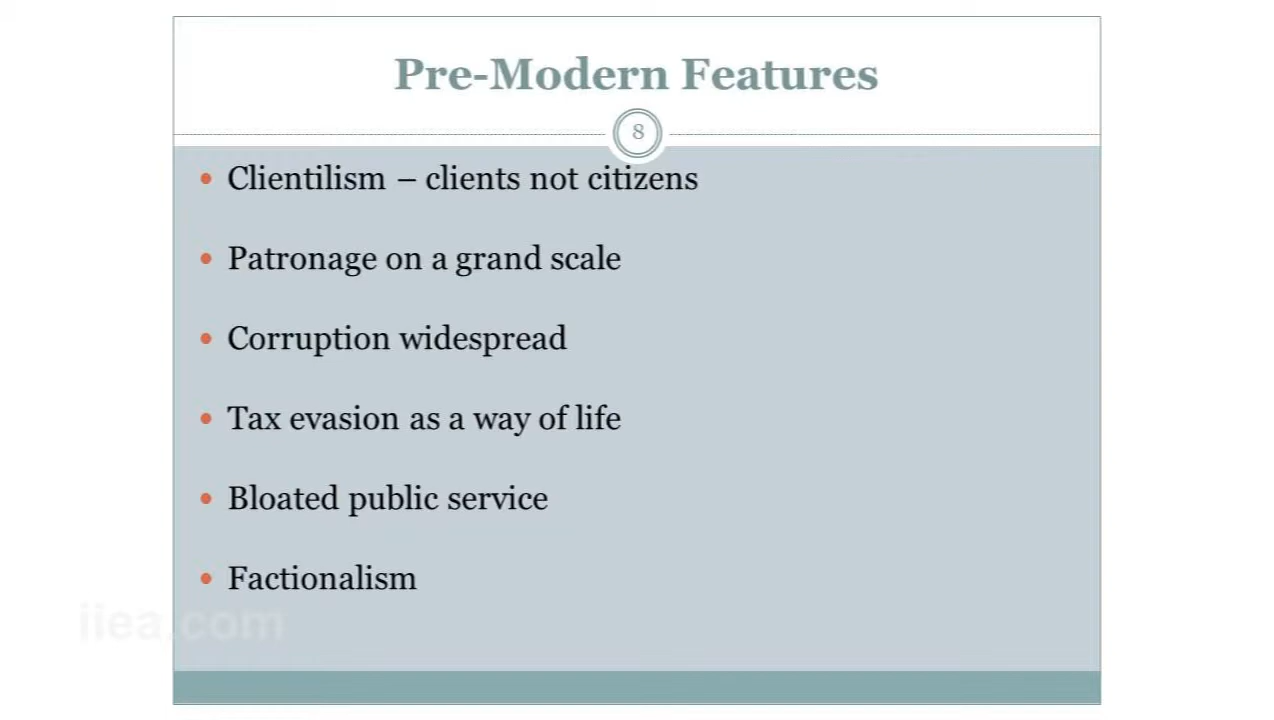 Pre-Modern Features
8
• Clientilism – clients not citizens
• Patronage on a grand scale
• Corruption widespread
• Tax evasion as a way of life
• Bloated public service
• Factionalism
iiea.com